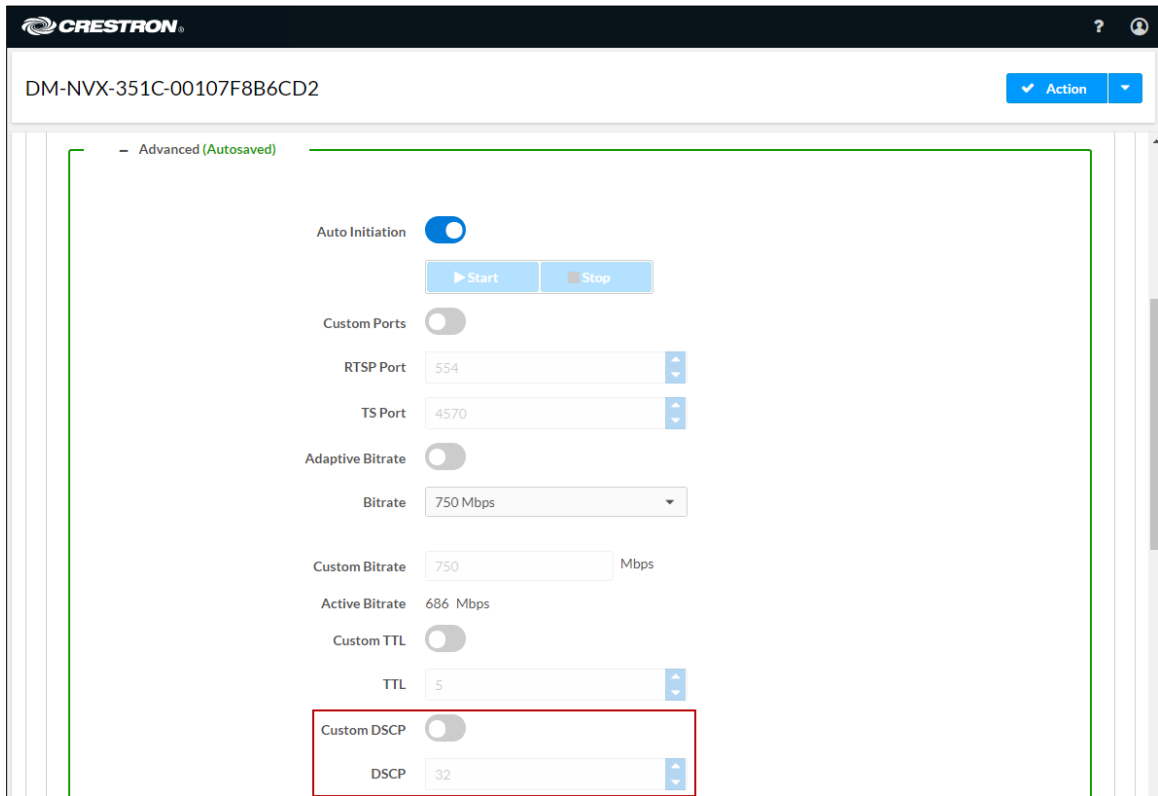 CRESTRON®
?
DM-NVX-351C-00107F8B6CD2
Action
– Advanced (Autosaved)
Auto Initiation
Start Stop
Custom Ports
RTSP Port 554
TS Port 4570
Adaptive Bitrate
Bitrate 750 Mbps
Custom Bitrate 750 Mbps
Active Bitrate 686 Mbps
Custom TTL
TTL 5
Custom DSCP
DSCP 32